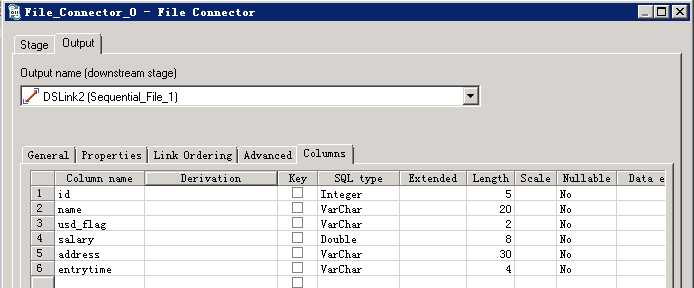 File_Connector_0 - File Connector
Stage Output
Output name (downstream stage)
DSLink2 (Sequential_File_1)
General Properties Link Ordering Advanced Columns
Column name Derivation Key SQL type Extended Length Scale Nullable Data e
1 id Integer 5 No
2 name VarChar 20 No
3 usd_flag VarChar 2 No
4 salary Double 8 No
5 address VarChar 30 No
6 entrytime VarChar 4 No